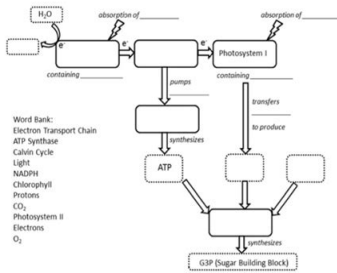 H₂O
absorption of
absorption of
e⁻
e⁻
e⁻
Photosystem I
containing
containing
pumps
transfers
to produce
synthesizes
ATP
Word Bank:
Electron Transport Chain
ATP Synthase
Calvin Cycle
Light
NADPH
Chlorophyll
Protons
CO₂
Photosystem II
Electrons
O₂
synthesizes
G3P (Sugar Building Block)